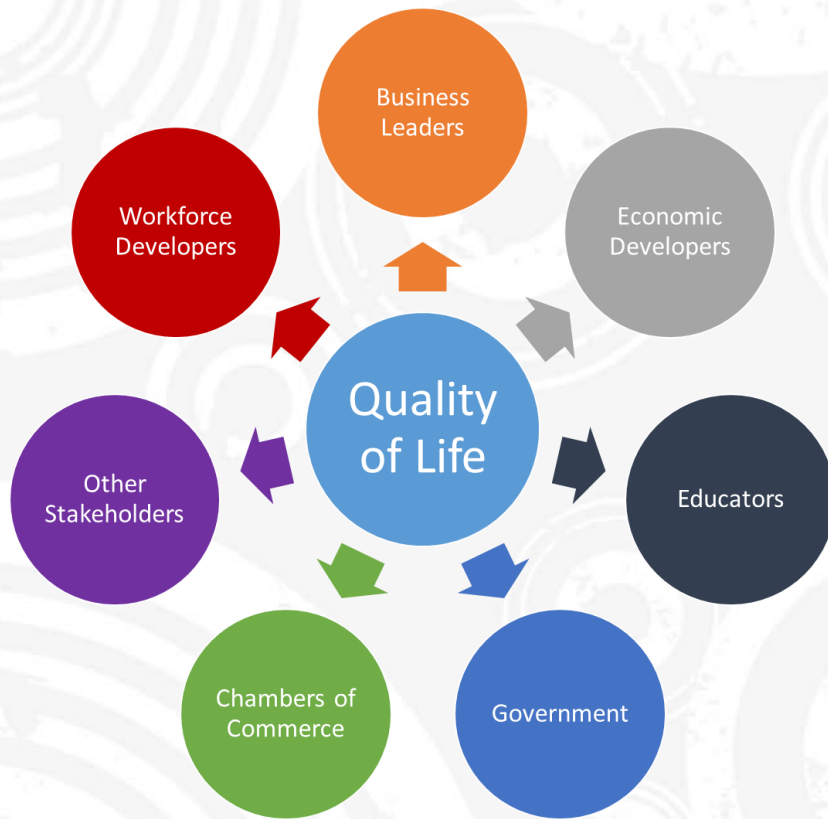 Business
Leaders
Workforce
Developers
Economic
Developers
Quality
of Life
Other
Stakeholders
Educators
Chambers of
Commerce
Government